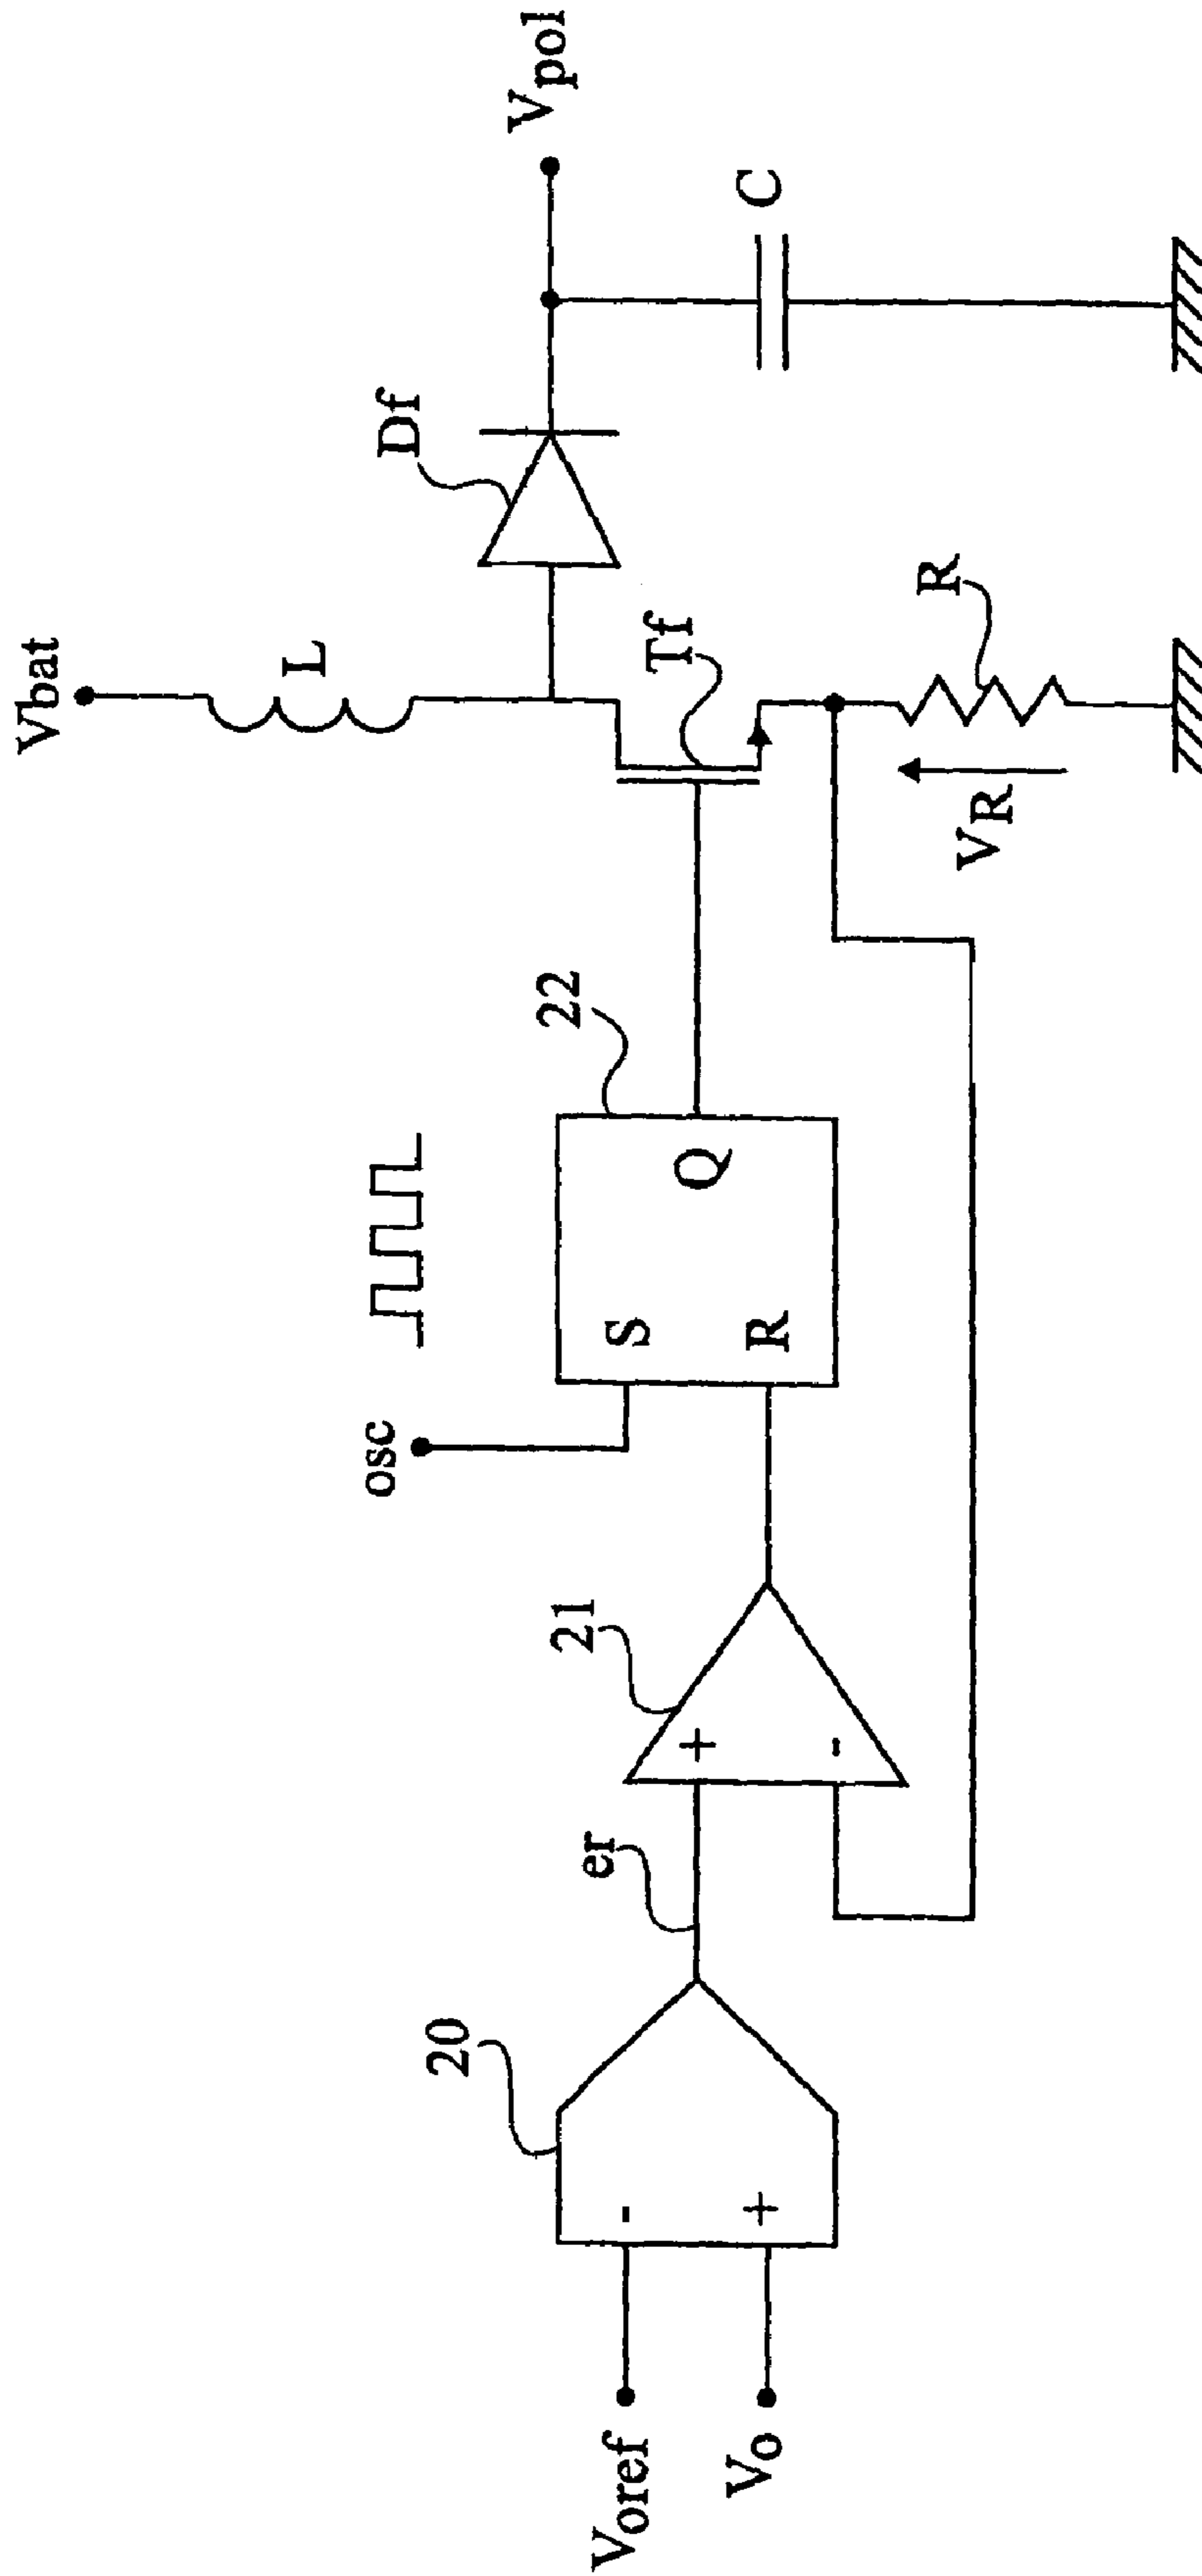 Vbat
L
Df
Vpol
C
Tf
R
VR
osc
S
R
Q
22
21
+
-
er
20
-
+
Voref
Vo